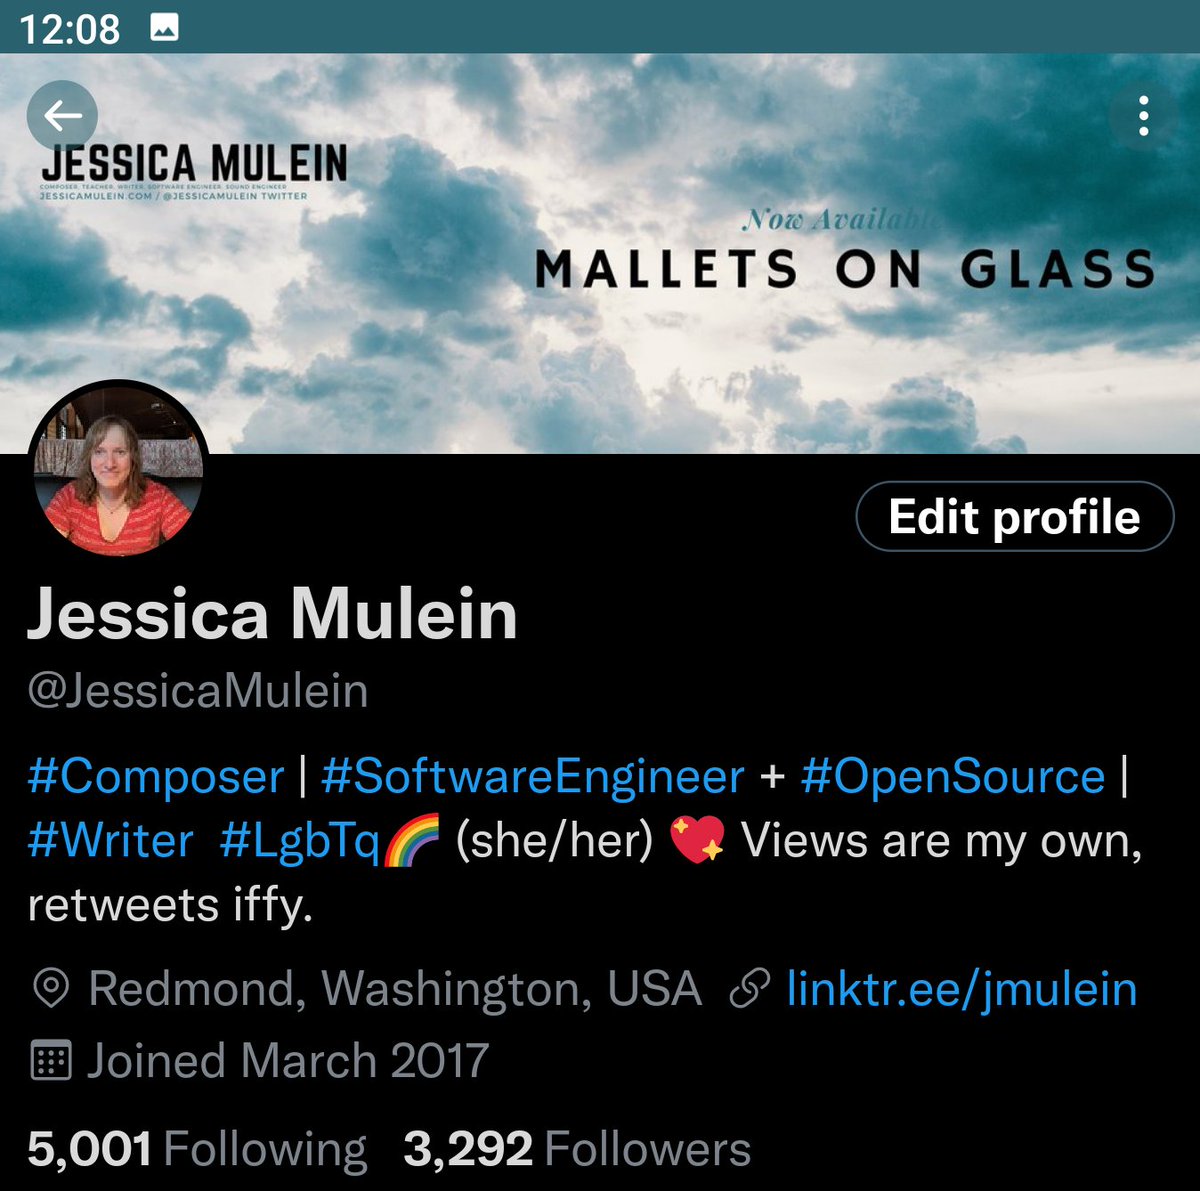 12:08
JESSICA MULEIN
COMPOSER, TEACHER, WRITER, SOFTWARE ENGINEER, SOUND ENGINEER
JESSICAMULEIN.COM / @JESSICAMULEIN TWITTER
Now Available
MALLETS ON GLASS
Edit profile
Jessica Mulein
@JessicaMulein
#Composer | #SoftwareEngineer + #OpenSource |
#Writer #LgbTq🌈 (she/her) 💖 Views are my own,
retweets iffy.
Redmond, Washington, USA linktr.ee/jmulein
Joined March 2017
5,001 Following 3,292 Followers